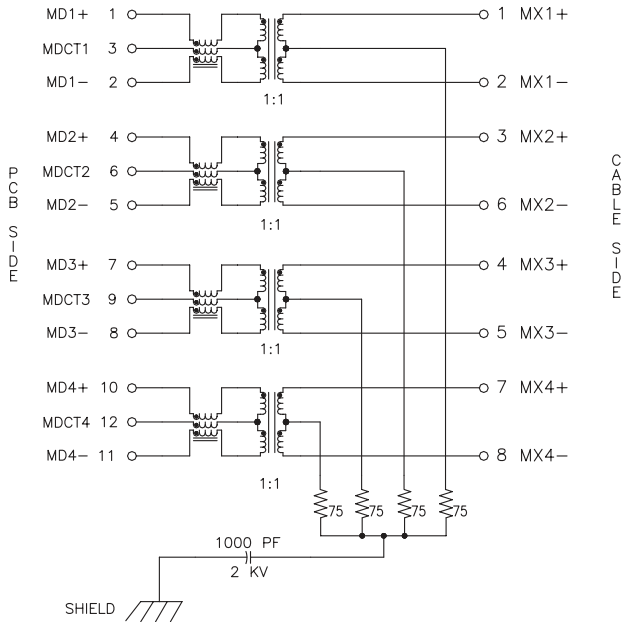 MD1+ 1 1 MX1+
MDCT1 3
MD1− 2 2 MX1−
1:1
MD2+ 4 3 MX2+
MDCT2 6
MD2− 5 6 MX2−
1:1
MD3+ 7 4 MX3+
MDCT3 9
MD3− 8 5 MX3−
1:1
MD4+ 10 7 MX4+
MDCT4 12
MD4− 11 8 MX4−
1:1
PCB SIDE
CABLE SIDE
75 75 75 75
1000 PF
2 KV
SHIELD